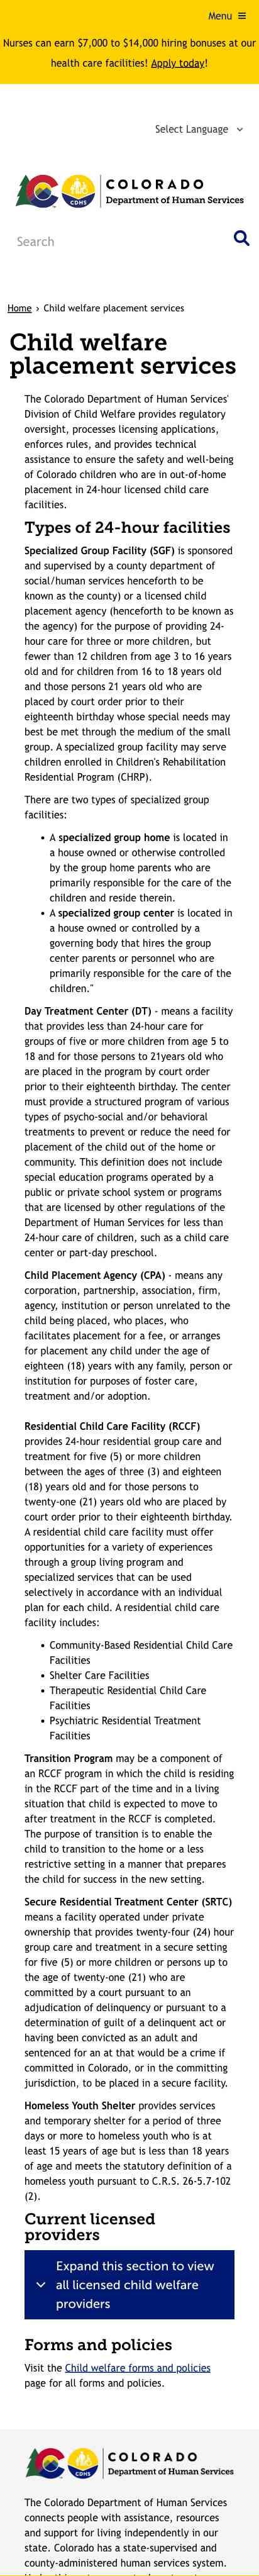 Menu
Nurses can earn $7,000 to $14,000 hiring bonuses at our
health care facilities! Apply today!
Select Language
CDHS
COLORADO
Department of Human Services
Search
Home › Child welfare placement services
Child welfare
placement services
The Colorado Department of Human Services'
Division of Child Welfare provides regulatory
oversight, processes licensing applications,
enforces rules, and provides technical
assistance to ensure the safety and well-being
of Colorado children who are in out-of-home
placement in 24-hour licensed child care
facilities.
Types of 24-hour facilities
Specialized Group Facility (SGF) is sponsored
and supervised by a county department of
social/human services henceforth to be
known as the county) or a licensed child
placement agency (henceforth to be known as
the agency) for the purpose of providing 24-
hour care for three or more children, but
fewer than 12 children from age 3 to 16 years
old and for children from 16 to 18 years old
and those persons 21 years old who are
placed by court order prior to their
eighteenth birthday whose special needs may
best be met through the medium of the small
group. A specialized group facility may serve
children enrolled in Children's Rehabilitation
Residential Program (CHRP).
There are two types of specialized group
facilities:
• A specialized group home is located in
a house owned or otherwise controlled
by the group home parents who are
primarily responsible for the care of the
children and reside therein.
• A specialized group center is located in
a house owned or controlled by a
governing body that hires the group
center parents or personnel who are
primarily responsible for the care of the
children."
Day Treatment Center (DT) - means a facility
that provides less than 24-hour care for
groups of five or more children from age 5 to
18 and for those persons to 21years old who
are placed in the program by court order
prior to their eighteenth birthday. The center
must provide a structured program of various
types of psycho-social and/or behavioral
treatments to prevent or reduce the need for
placement of the child out of the home or
community. This definition does not include
special education programs operated by a
public or private school system or programs
that are licensed by other regulations of the
Department of Human Services for less than
24-hour care of children, such as a child care
center or part-day preschool.
Child Placement Agency (CPA) - means any
corporation, partnership, association, firm,
agency, institution or person unrelated to the
child being placed, who places, who
facilitates placement for a fee, or arranges
for placement any child under the age of
eighteen (18) years with any family, person or
institution for purposes of foster care,
treatment and/or adoption.
Residential Child Care Facility (RCCF)
provides 24-hour residential group care and
treatment for five (5) or more children
between the ages of three (3) and eighteen
(18) years old and for those persons to
twenty-one (21) years old who are placed by
court order prior to their eighteenth birthday.
A residential child care facility must offer
opportunities for a variety of experiences
through a group living program and
specialized services that can be used
selectively in accordance with an individual
plan for each child. A residential child care
facility includes:
• Community-Based Residential Child Care
Facilities
• Shelter Care Facilities
• Therapeutic Residential Child Care
Facilities
• Psychiatric Residential Treatment
Facilities
Transition Program may be a component of
an RCCF program in which the child is residing
in the RCCF part of the time and in a living
situation that child is expected to move to
after treatment in the RCCF is completed.
The purpose of transition is to enable the
child to transition to the home or a less
restrictive setting in a manner that prepares
the child for success in the new setting.
Secure Residential Treatment Center (SRTC)
means a facility operated under private
ownership that provides twenty-four (24) hour
group care and treatment in a secure setting
for five (5) or more children or persons up to
the age of twenty-one (21) who are
committed by a court pursuant to an
adjudication of delinquency or pursuant to a
determination of guilt of a delinquent act or
having been convicted as an adult and
sentenced for an at that would be a crime if
committed in Colorado, or in the committing
jurisdiction, to be placed in a secure facility.
Homeless Youth Shelter provides services
and temporary shelter for a period of three
days or more to homeless youth who is at
least 15 years of age but is less than 18 years
of age and meets the statutory definition of a
homeless youth pursuant to C.R.S. 26-5.7-102
(2).
Current licensed
providers
Expand this section to view
all licensed child welfare
providers
Forms and policies
Visit the Child welfare forms and policies
page for all forms and policies.
CDHS
COLORADO
Department of Human Services
The Colorado Department of Human Services
connects people with assistance, resources
and support for living independently in our
state. Colorado has a state-supervised and
county-administered human services system.